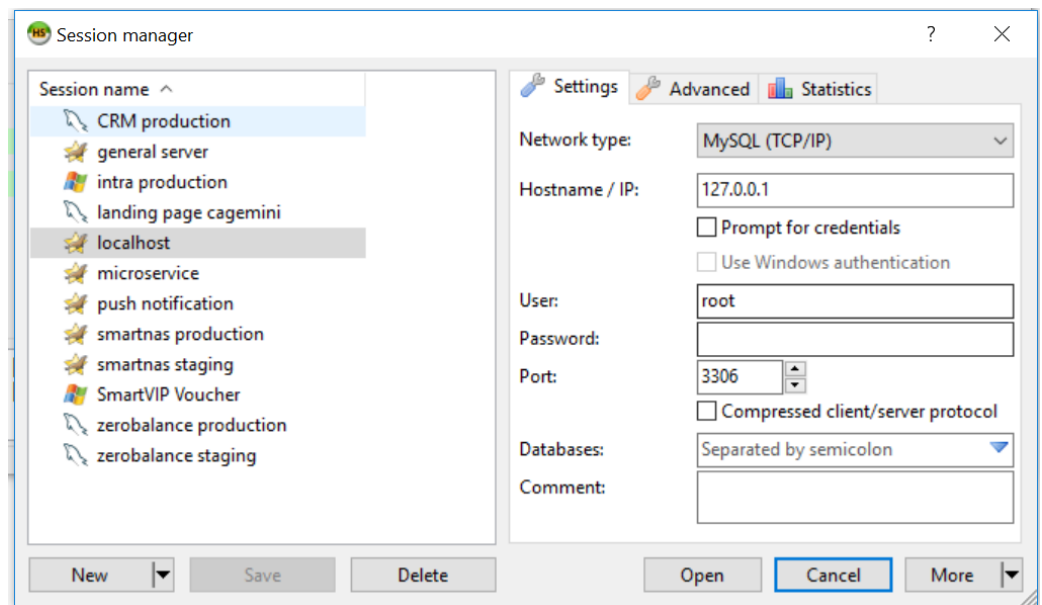 HS Session manager
Session name
CRM production
general server
intra production
landing page cagemini
localhost
microservice
push notification
smartnas production
smartnas staging
SmartVIP Voucher
zerobalance production
zerobalance staging
New
Save
Delete
Settings
Advanced
Statistics
Network type: MySQL (TCP/IP)
Hostname / IP: 127.0.0.1
Prompt for credentials
Use Windows authentication
User: root
Password:
Port: 3306
Compressed client/server protocol
Databases: Separated by semicolon
Comment:
Open
Cancel
More